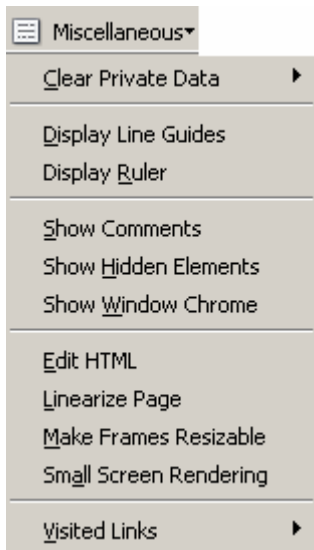 Miscellaneous
Clear Private Data
Display Line Guides
Display Ruler
Show Comments
Show Hidden Elements
Show Window Chrome
Edit HTML
Linearize Page
Make Frames Resizable
Small Screen Rendering
Visited Links